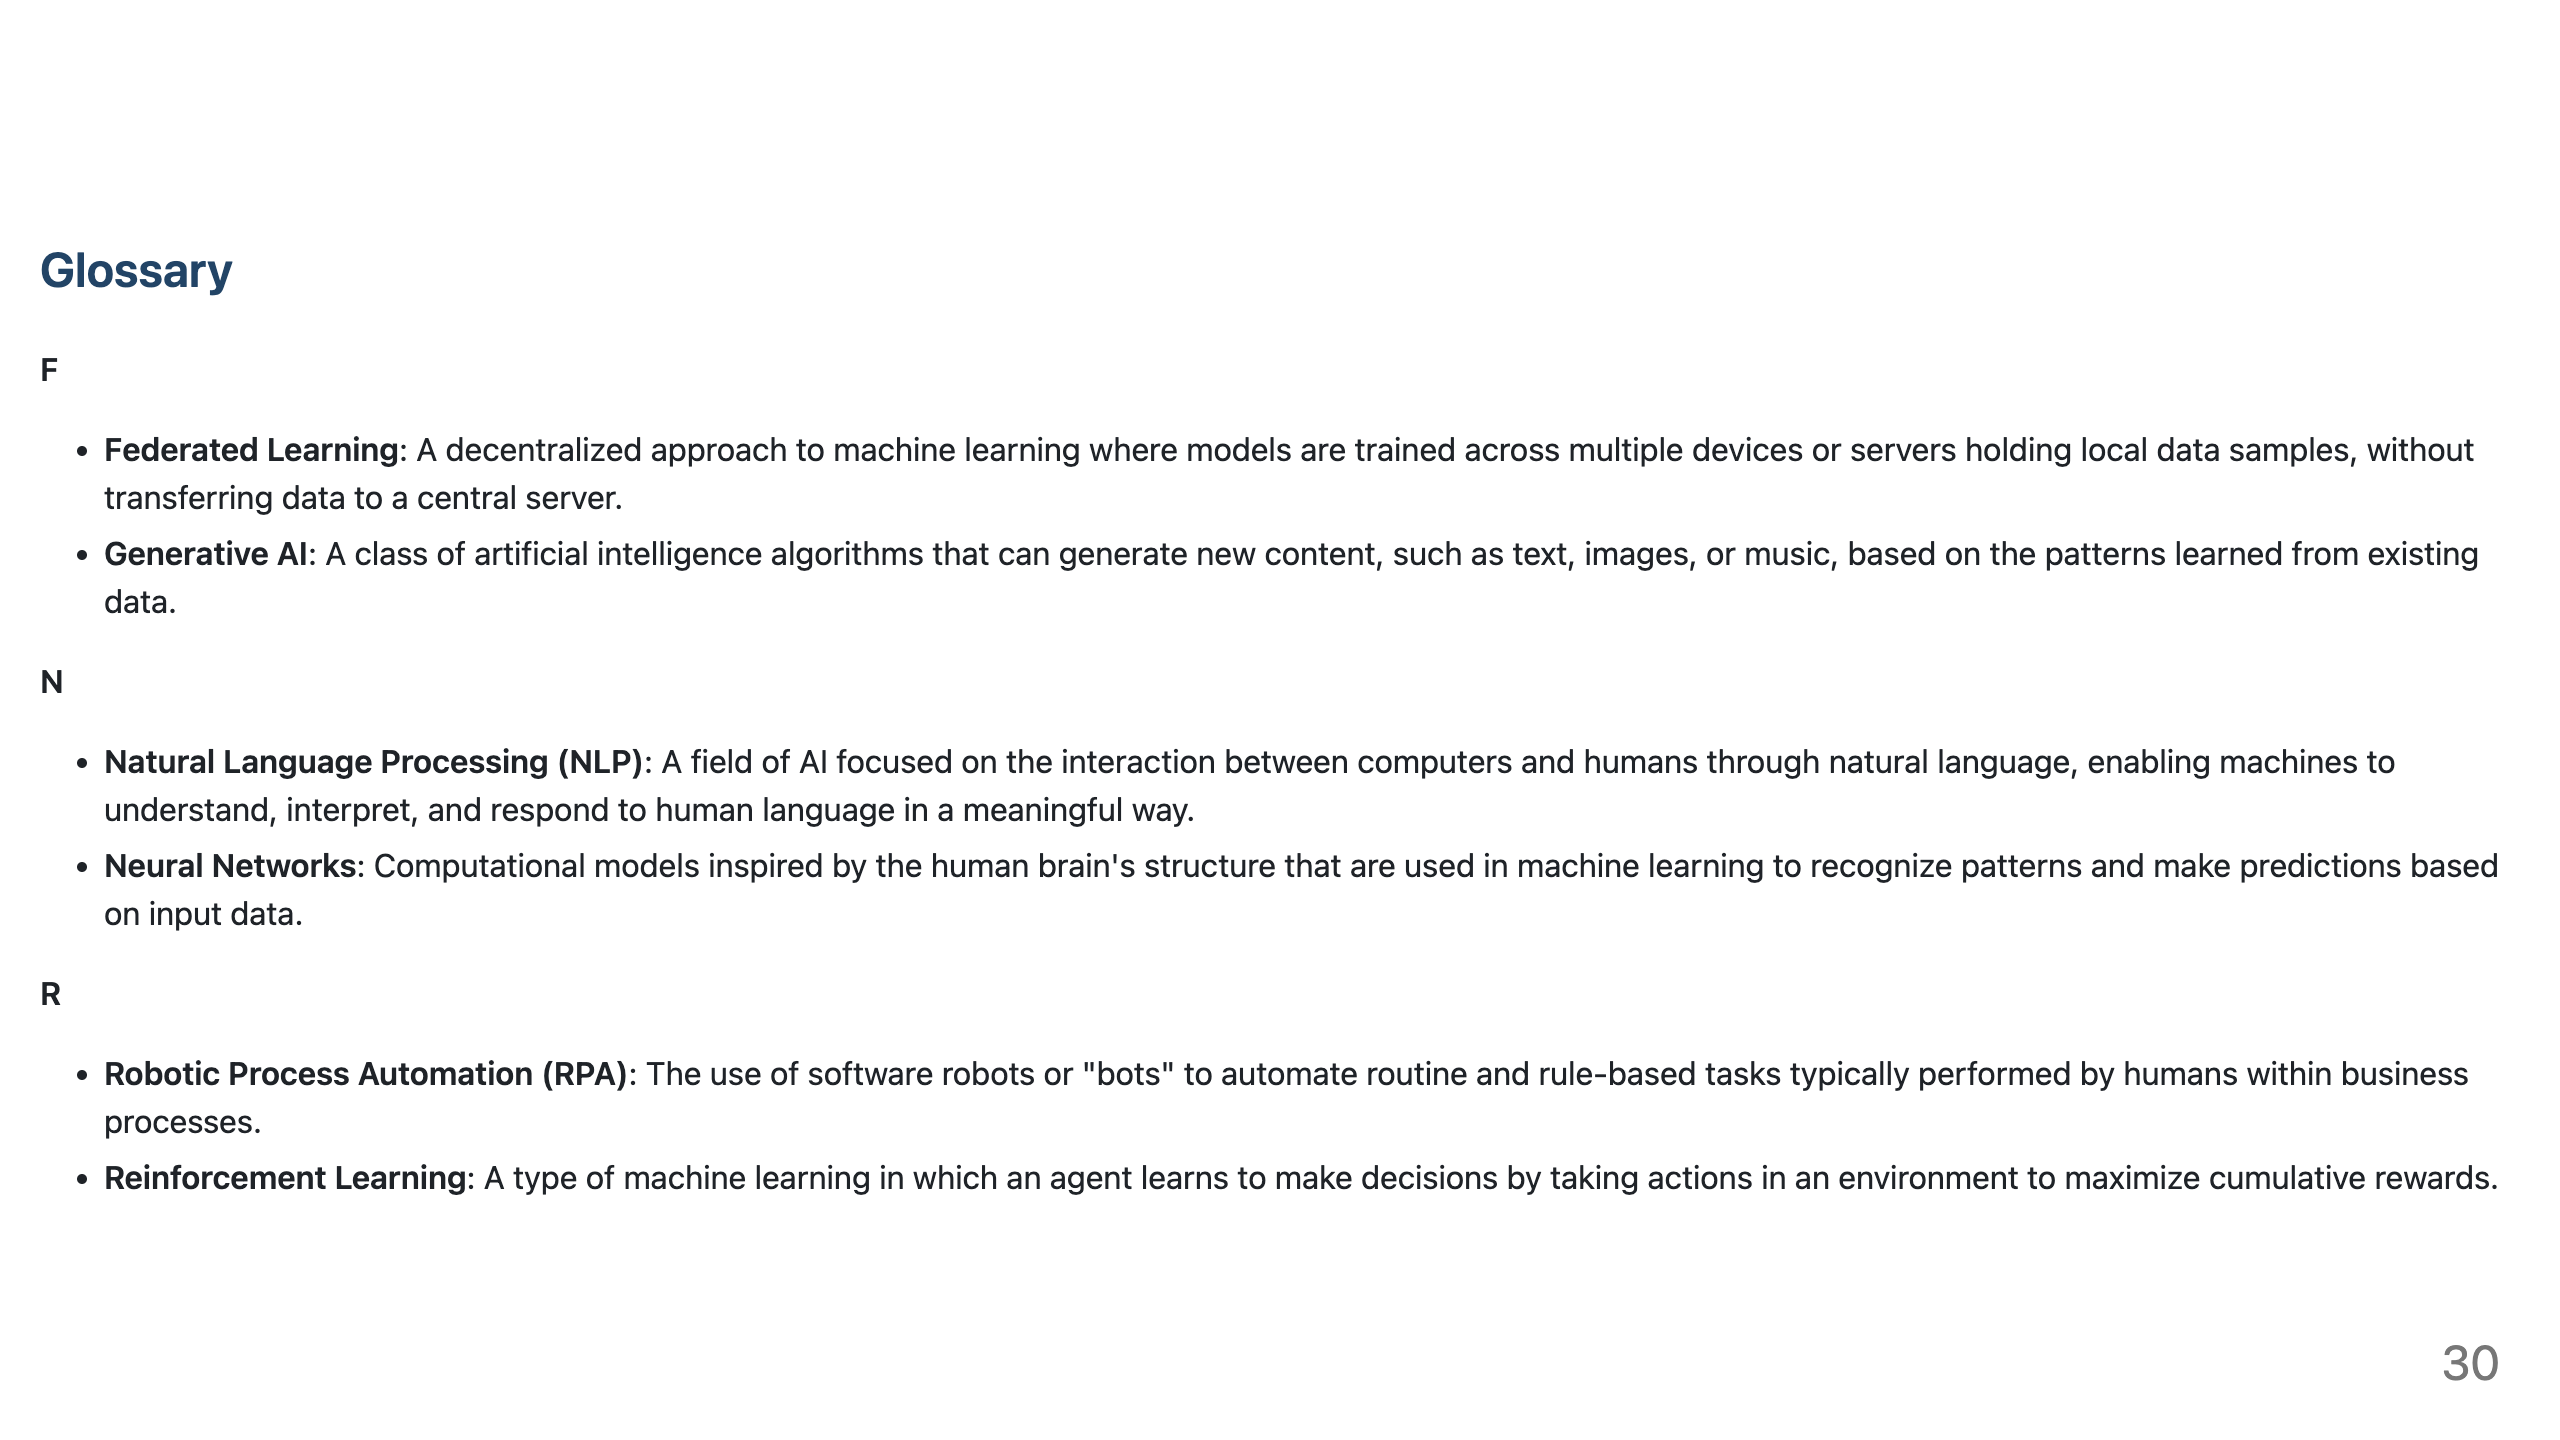 Glossary
F
• Federated Learning: A decentralized approach to machine learning where models are trained across multiple devices or servers holding local data samples, without
transferring data to a central server.
• Generative AI: A class of artificial intelligence algorithms that can generate new content, such as text, images, or music, based on the patterns learned from existing
data.
N
• Natural Language Processing (NLP): A field of AI focused on the interaction between computers and humans through natural language, enabling machines to
understand, interpret, and respond to human language in a meaningful way.
• Neural Networks: Computational models inspired by the human brain's structure that are used in machine learning to recognize patterns and make predictions based
on input data.
R
• Robotic Process Automation (RPA): The use of software robots or "bots" to automate routine and rule-based tasks typically performed by humans within business
processes.
• Reinforcement Learning: A type of machine learning in which an agent learns to make decisions by taking actions in an environment to maximize cumulative rewards.
30